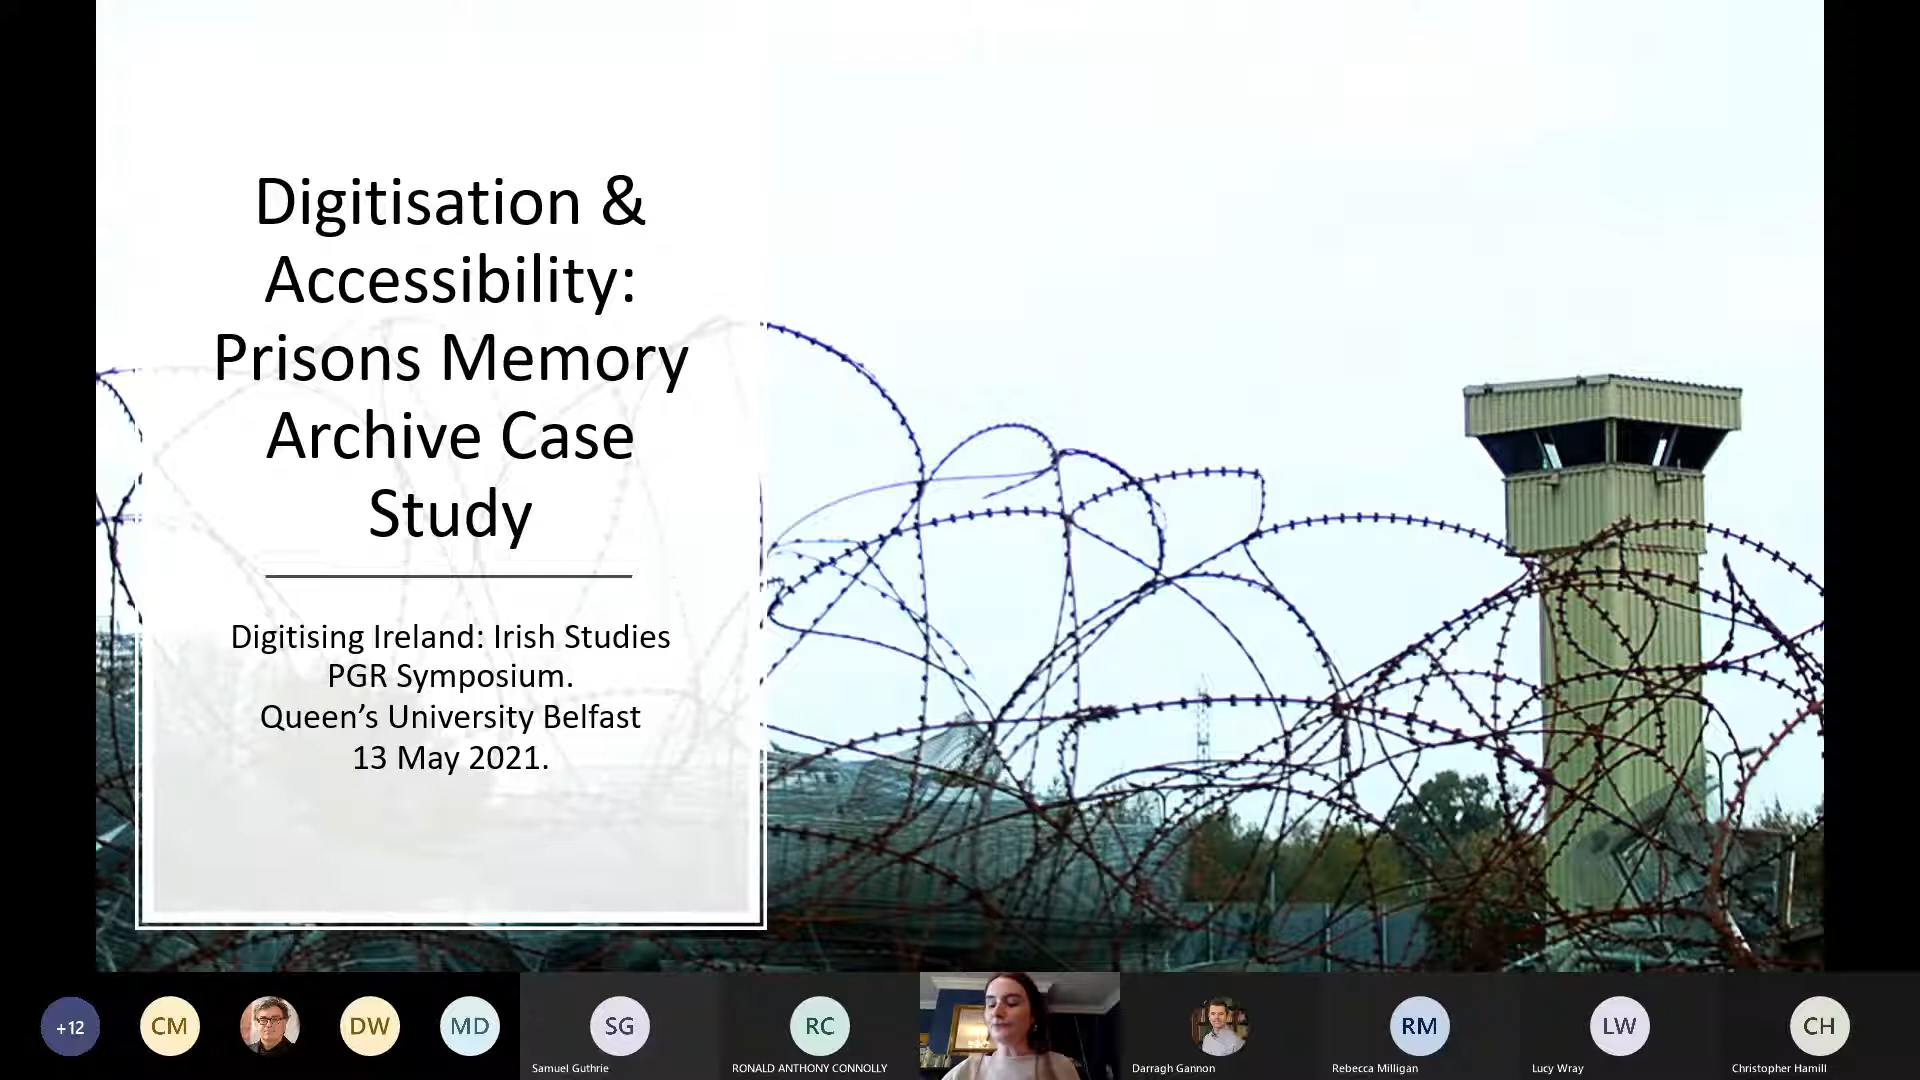 Digitisation &
Accessibility:
Prisons Memory
Archive Case
Study
Digitising Ireland: Irish Studies
PGR Symposium.
Queen’s University Belfast
13 May 2021.
+12
CM
DW
MD
SG
RC
RM
LW
CH
Samuel Guthrie
RONALD ANTHONY CONNOLLY
Darragh Gannon
Rebecca Milligan
Lucy Wray
Christopher Hamill